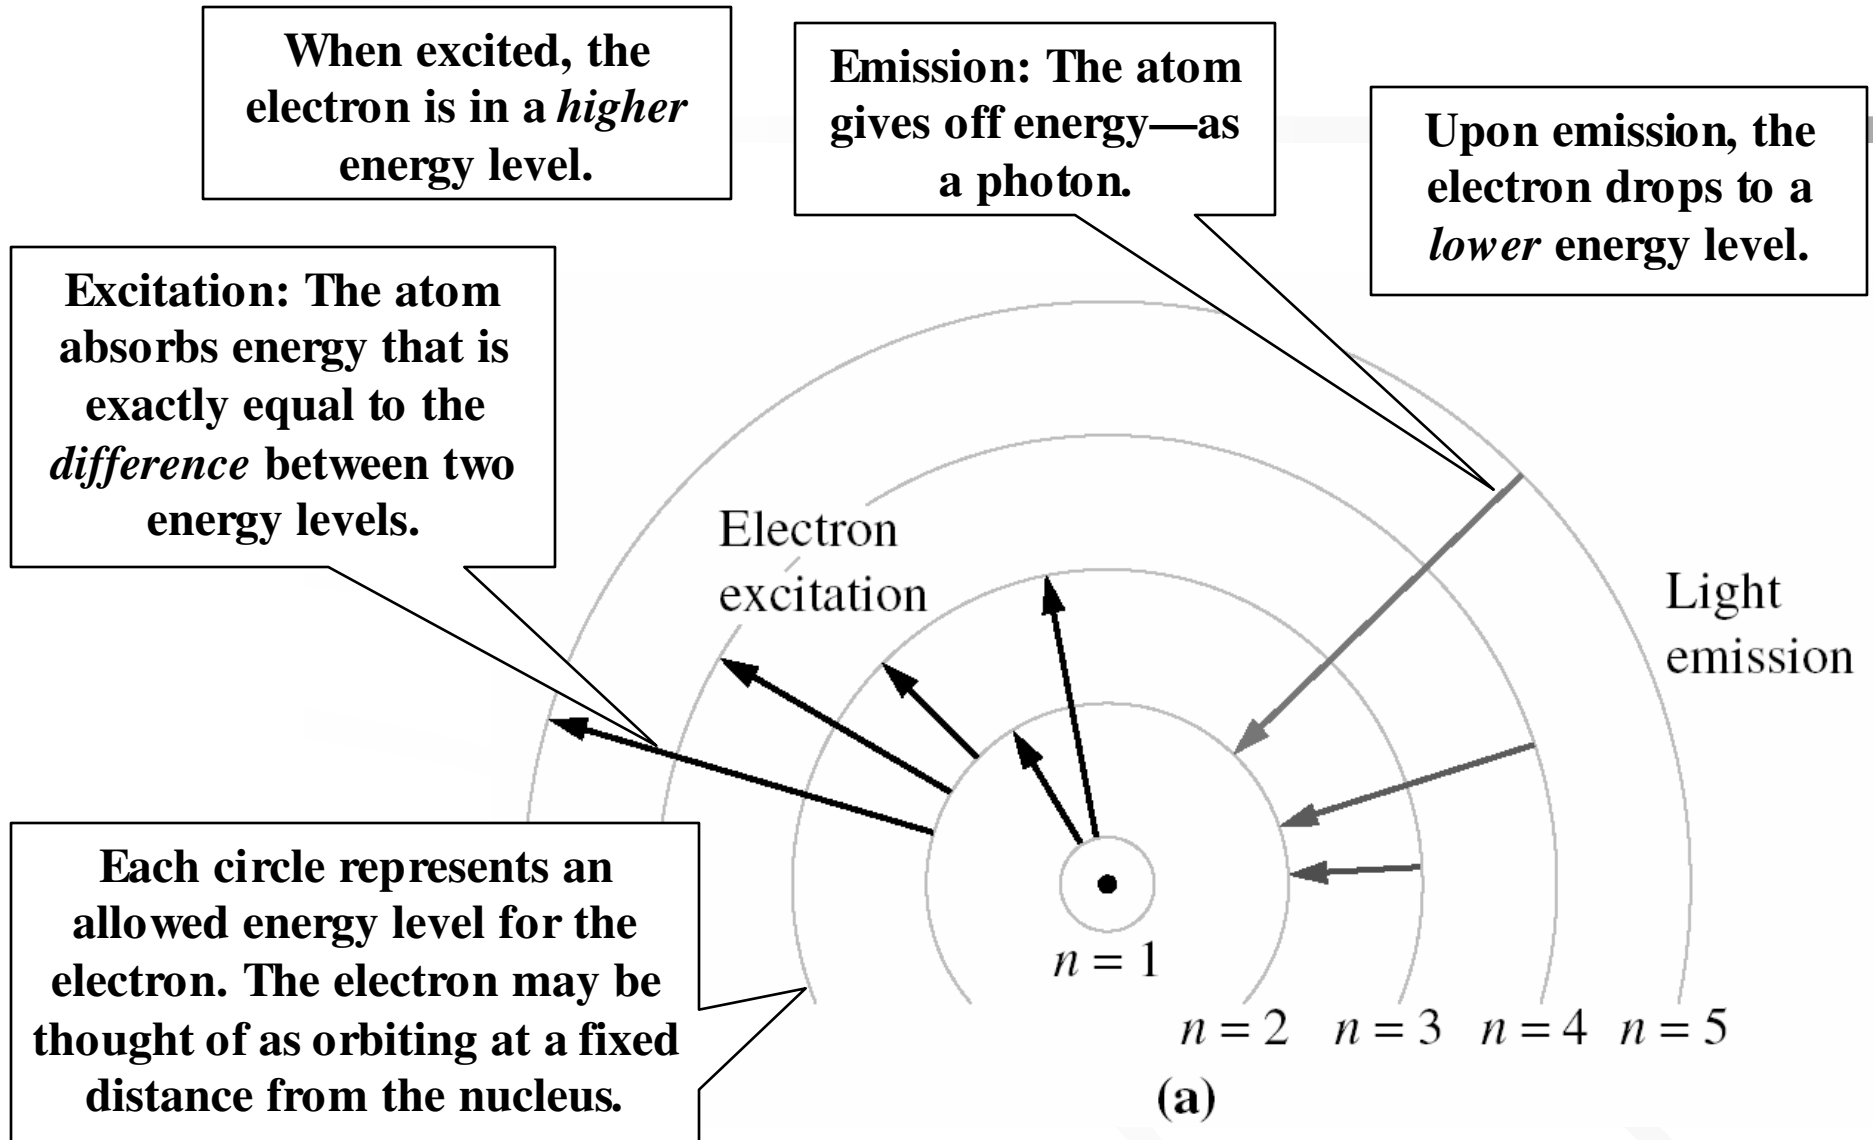 When excited, the
electron is in a higher
energy level.
Emission: The atom
gives off energy—as
a photon.
Upon emission, the
electron drops to a
lower energy level.
Excitation: The atom
absorbs energy that is
exactly equal to the
difference between two
energy levels.
Electron
excitation
Light
emission
Each circle represents an
allowed energy level for the
electron. The electron may be
thought of as orbiting at a fixed
distance from the nucleus.
n = 1
n = 2 n = 3 n = 4 n = 5
(a)